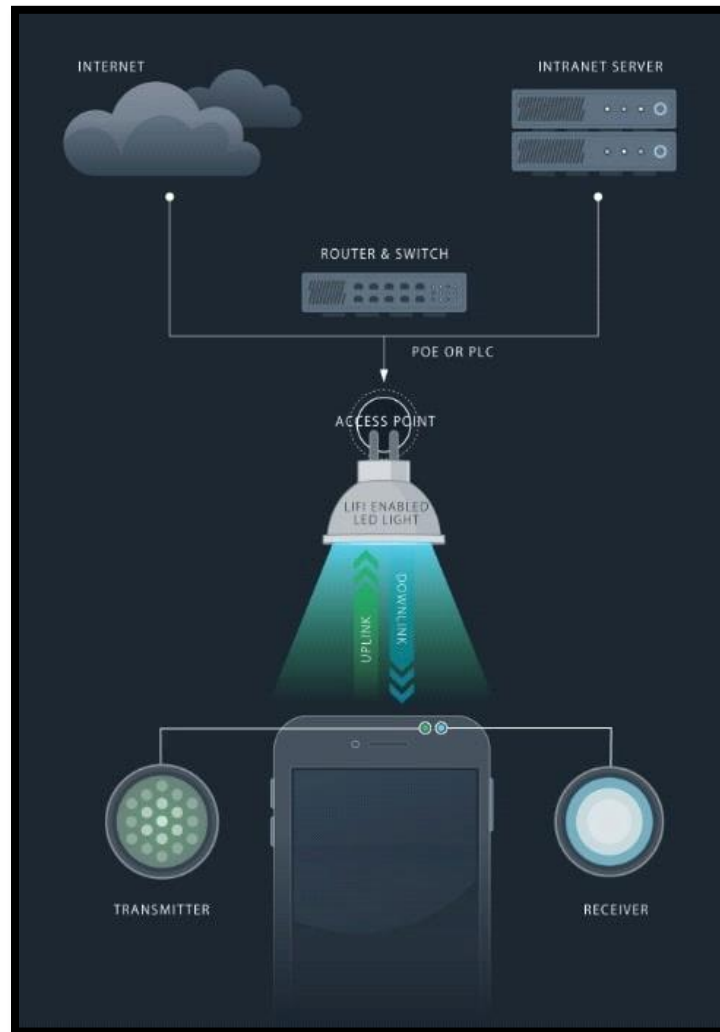 INTERNET
INTRANET SERVER
ROUTER & SWITCH
POE OR PLC
ACCESS POINT
LIFI ENABLED
LED LIGHT
UPLINK
DOWNLINK
TRANSMITTER
RECEIVER